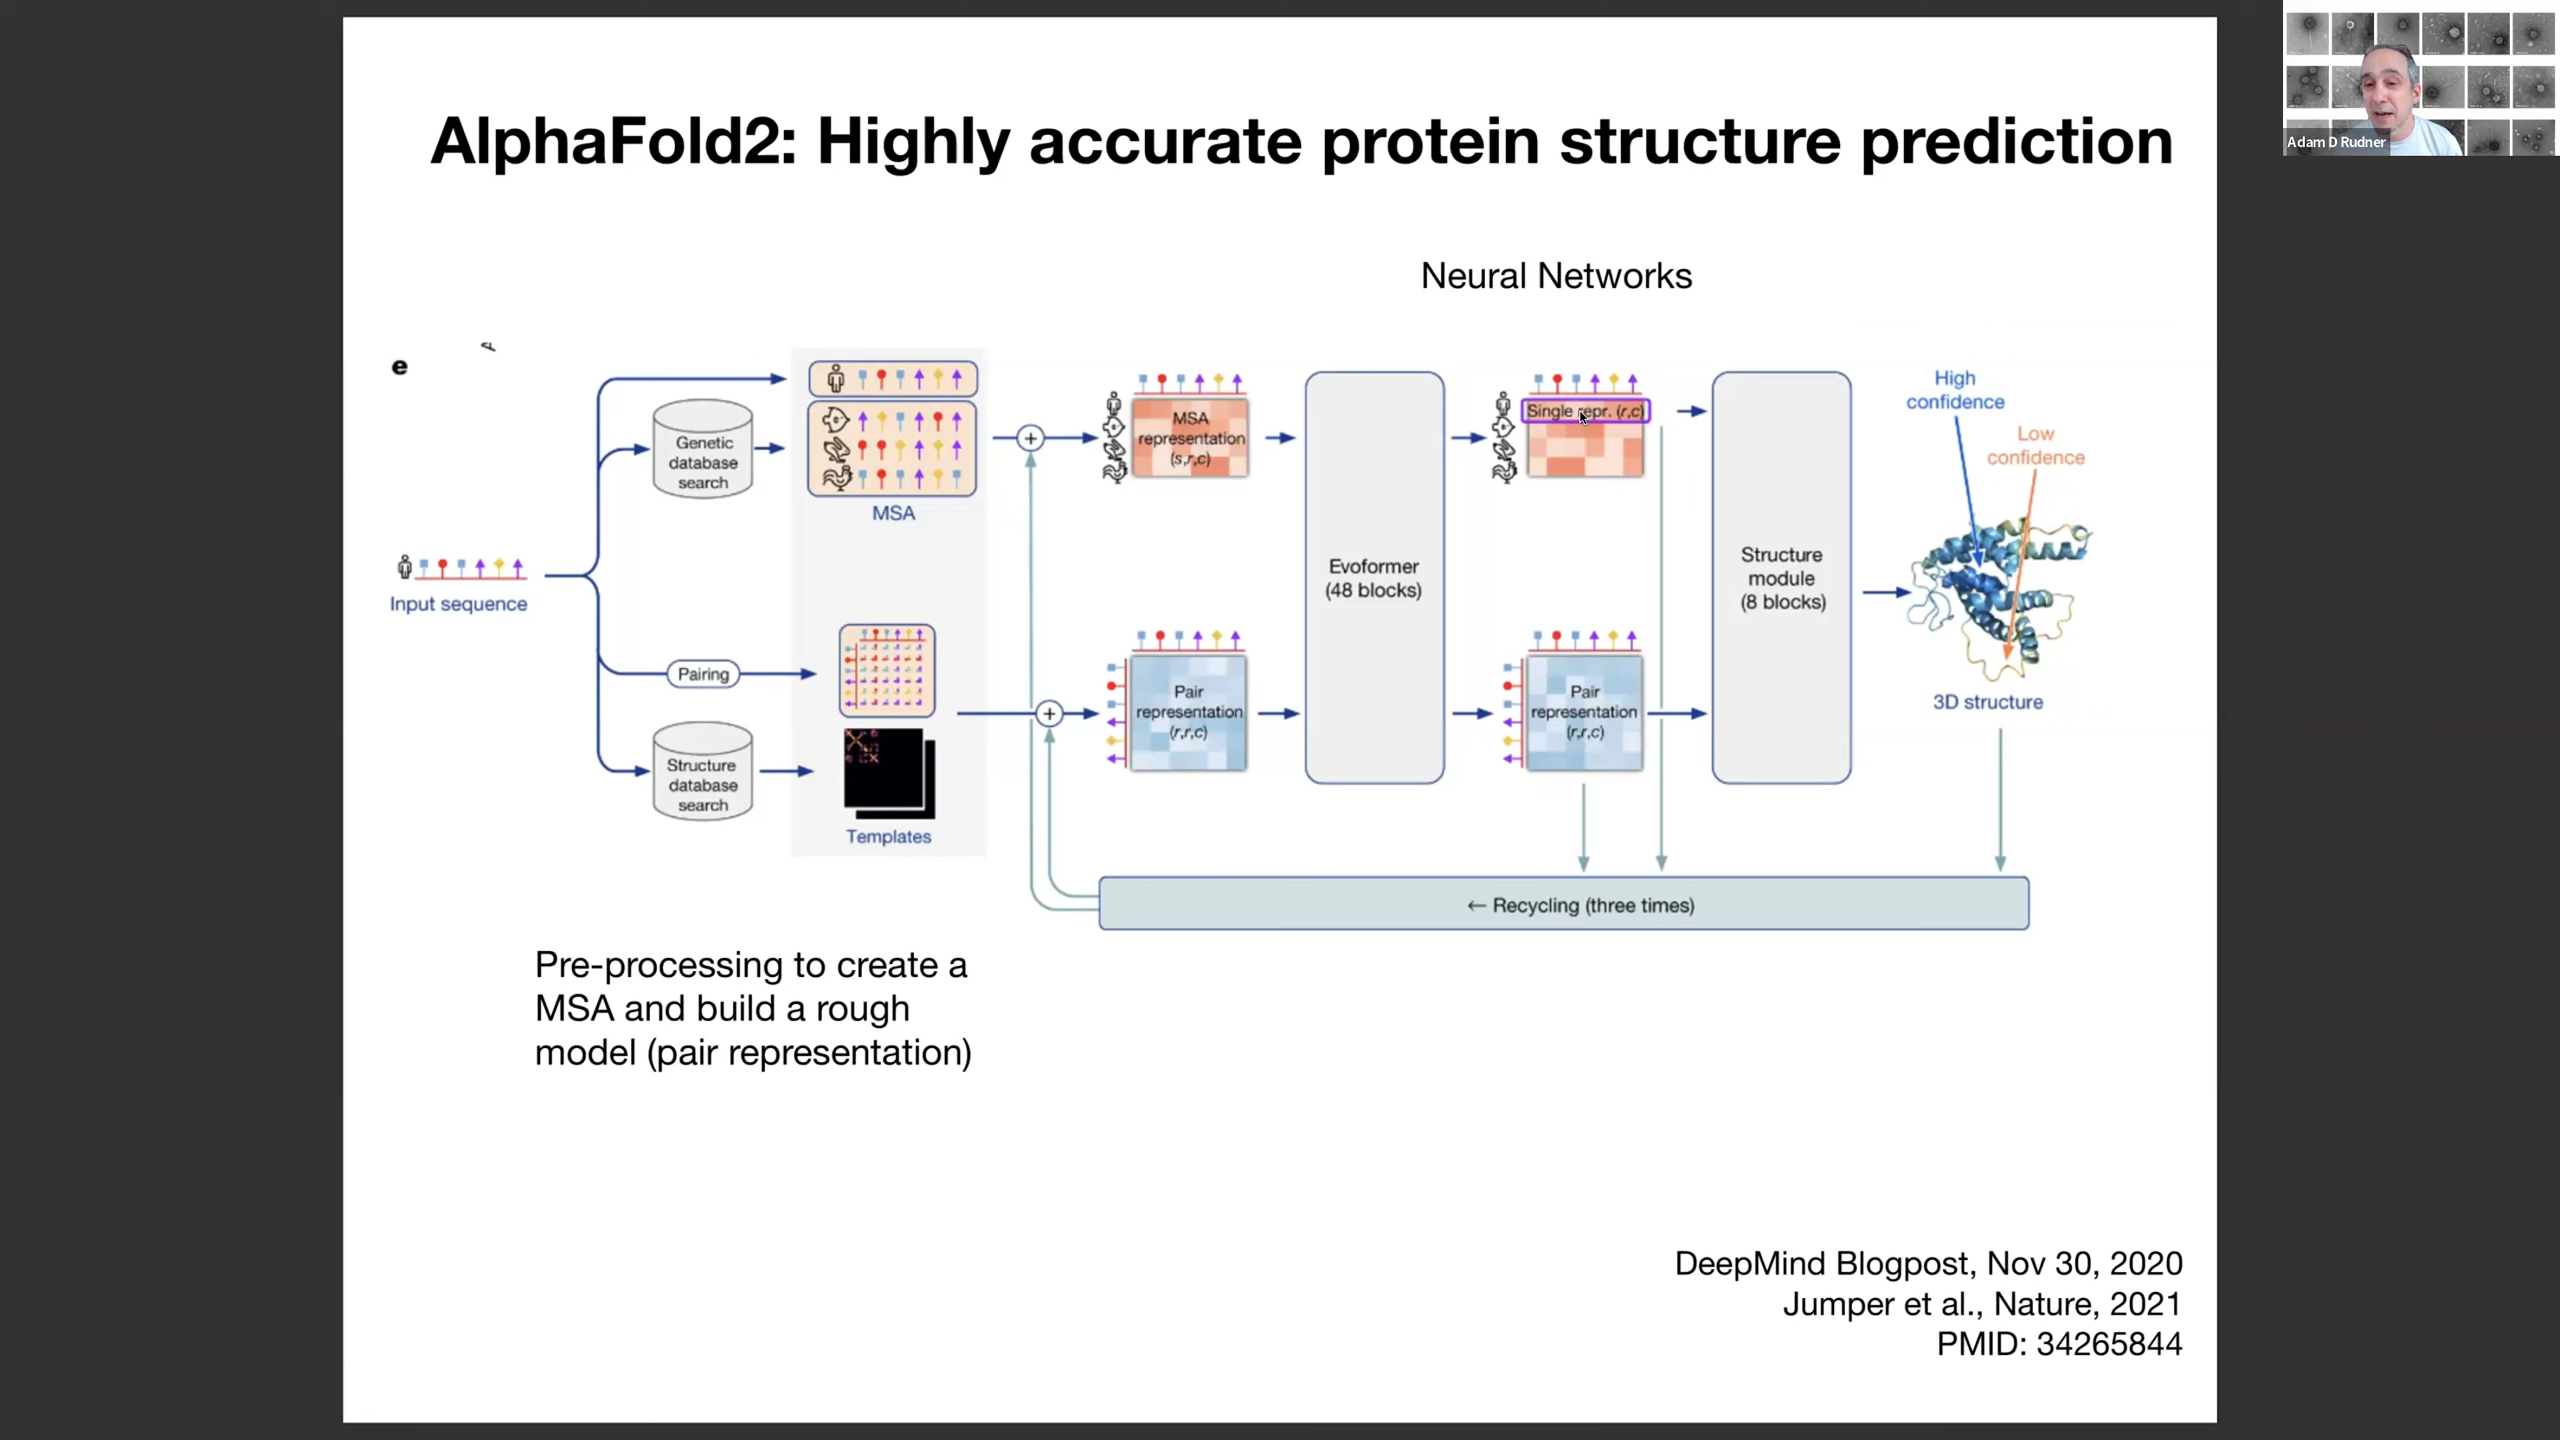 AlphaFold2: Highly accurate protein structure prediction
Adam D Rudner
Neural Networks
e
Input sequence
Genetic
database
search
MSA
Pairing
Structure
database
search
Templates
MSA
representation
(s,r,c)
Pair
representation
(r,r,c)
Evoformer
(48 blocks)
Single repr. (r,c)
Pair
representation
(r,r,c)
Structure
module
(8 blocks)
High
confidence
Low
confidence
3D structure
← Recycling (three times)
Pre-processing to create a
MSA and build a rough
model (pair representation)
DeepMind Blogpost, Nov 30, 2020
Jumper et al., Nature, 2021
PMID: 34265844